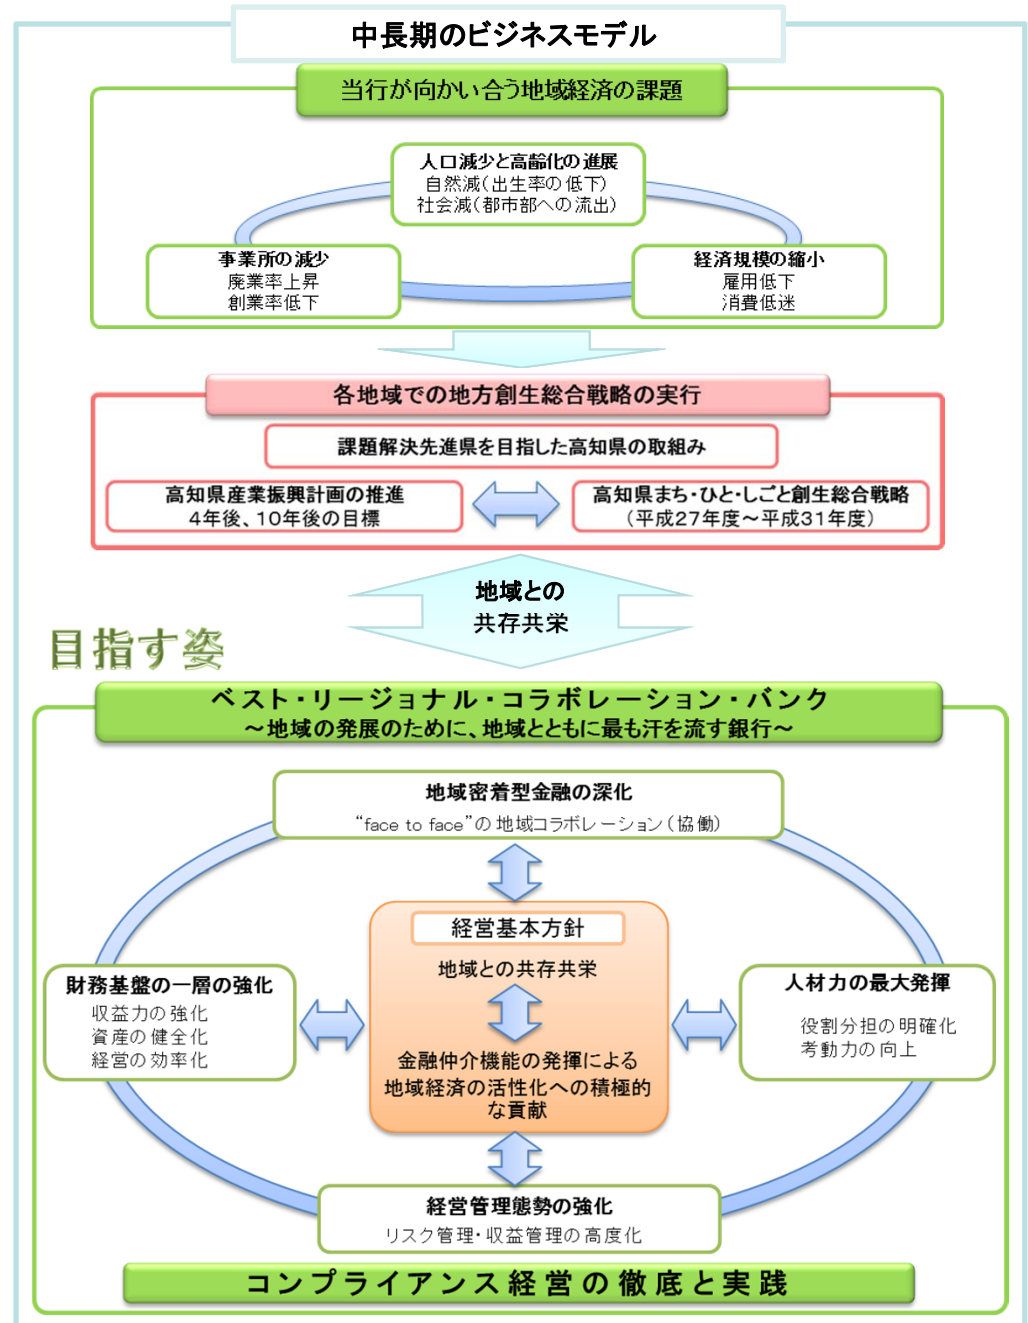 中長期のビジネスモデル
当行が向かい合う地域経済の課題
人口減少と高齢化の進展
自然減（出生率の低下）
社会減（都市部への流出）
事業所の減少
廃業率上昇
創業率低下
経済規模の縮小
雇用低下
消費低迷
各地域での地方創生総合戦略の実行
課題解決先進県を目指した高知県の取組み
高知県産業振興計画の推進
4年後、10年後の目標
高知県まち・ひと・しごと創生総合戦略
（平成27年度～平成31年度）
地域との
共存共栄
目指す姿
ベスト・リージョナル・コラボレーション・バンク
～地域の発展のために、地域とともに最も汗を流す銀行～
地域密着型金融の深化
“face to face”の地域コラボレーション（協働）
経営基本方針
地域との共存共栄
金融仲介機能の発揮による
地域経済の活性化への積極的
な貢献
財務基盤の一層の強化
収益力の強化
資産の健全化
経営の効率化
人材力の最大発揮
役割分担の明確化
考動力の向上
経営管理態勢の強化
リスク管理・収益管理の高度化
コンプライアンス経営の徹底と実践